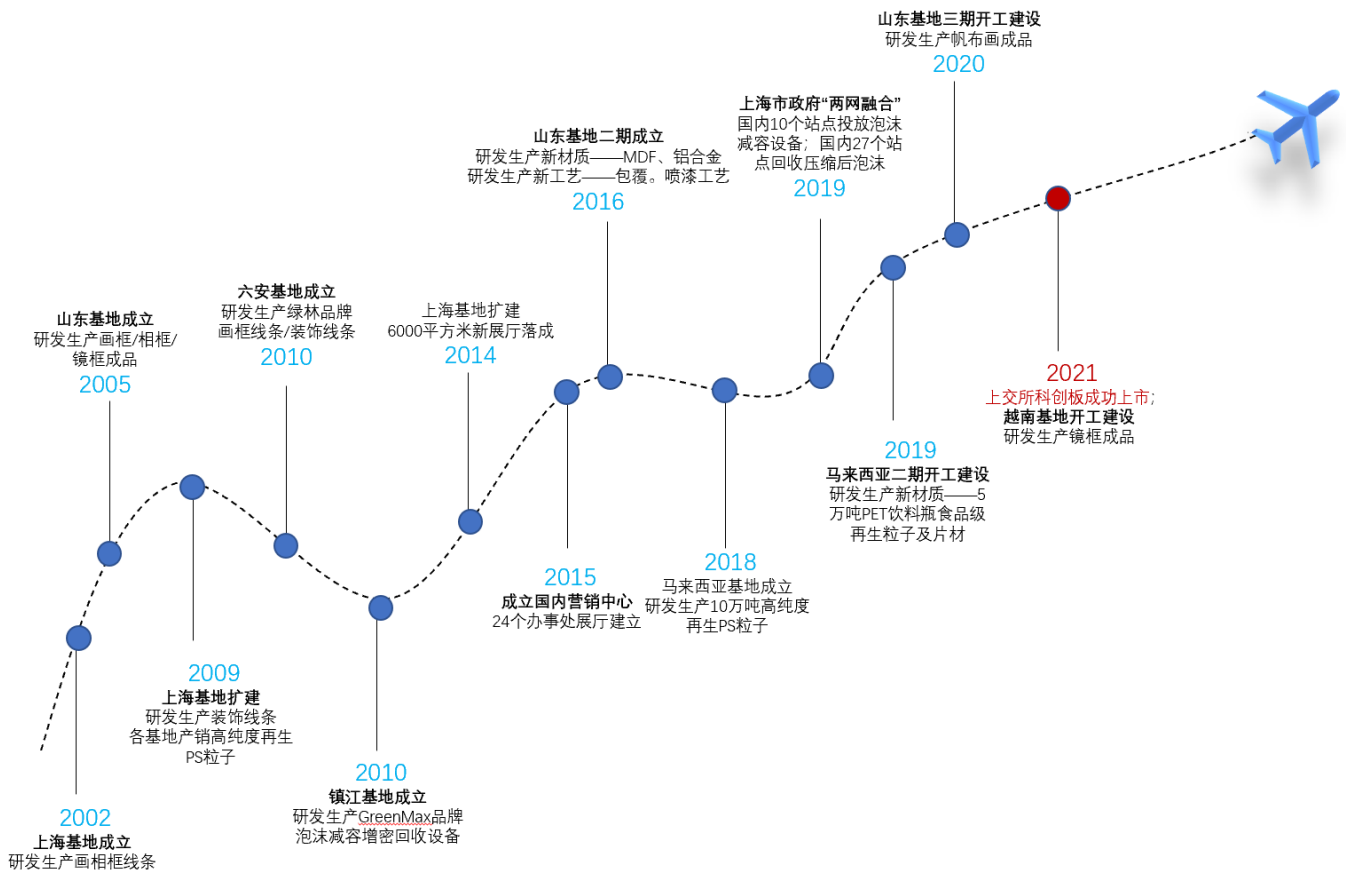 山东基地三期开工建设
研发生产帆布画成品
2020
上海市政府“两网融合”
国内10个站点投放泡沫
减容设备；国内27个站
点回收压缩后泡沫
2019
山东基地二期成立
研发生产新材质——MDF、铝合金
研发生产新工艺——包覆。喷漆工艺
2016
六安基地成立
研发生产绿林品牌
画框线条/装饰线条
2010
上海基地扩建
6000平方米新展厅落成
2014
山东基地成立
研发生产画框/相框/
镜框成品
2005
2021
上交所科创板成功上市;
越南基地开工建设
研发生产镜框成品
2019
马来西亚二期开工建设
研发生产新材质——5
万吨PET饮料瓶食品级
再生粒子及片材
2018
马来西亚基地成立
研发生产10万吨高纯度
再生PS粒子
2015
成立国内营销中心
24个办事处展厅建立
2009
上海基地扩建
研发生产装饰线条
各基地产销高纯度再生
PS粒子
2010
镇江基地成立
研发生产GreenMax品牌
泡沫减容增密回收设备
2002
上海基地成立
研发生产画相框线条